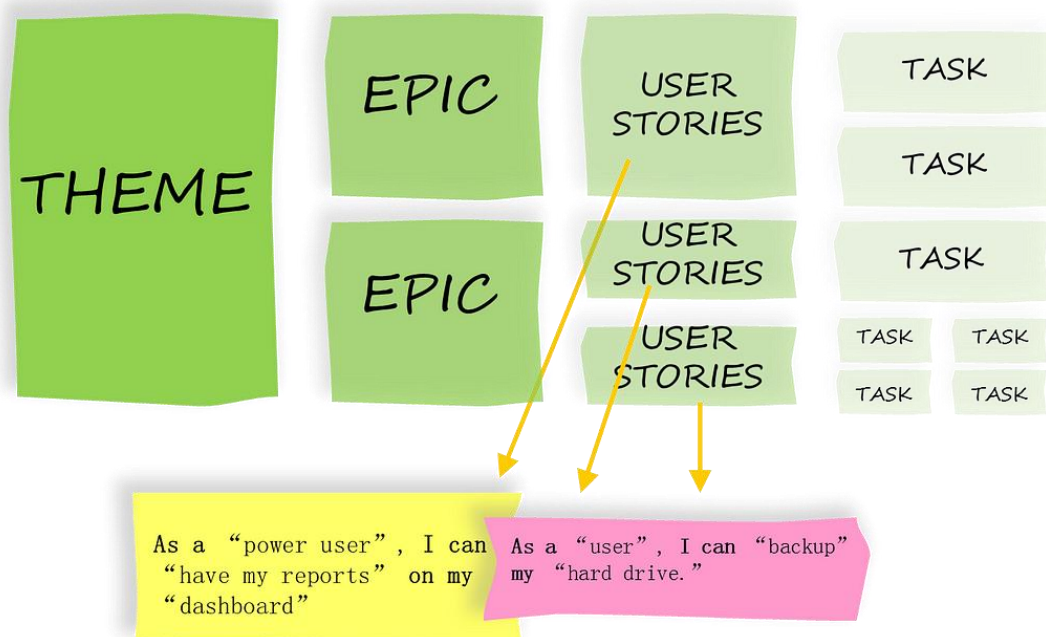 THEME
EPIC
EPIC
USER
STORIES
USER
STORIES
USER
STORIES
TASK
TASK
TASK
TASK
TASK
TASK
TASK
As a “power user”, I can
“have my reports” on my
“dashboard”
As a “user”, I can “backup”
my “hard drive.”